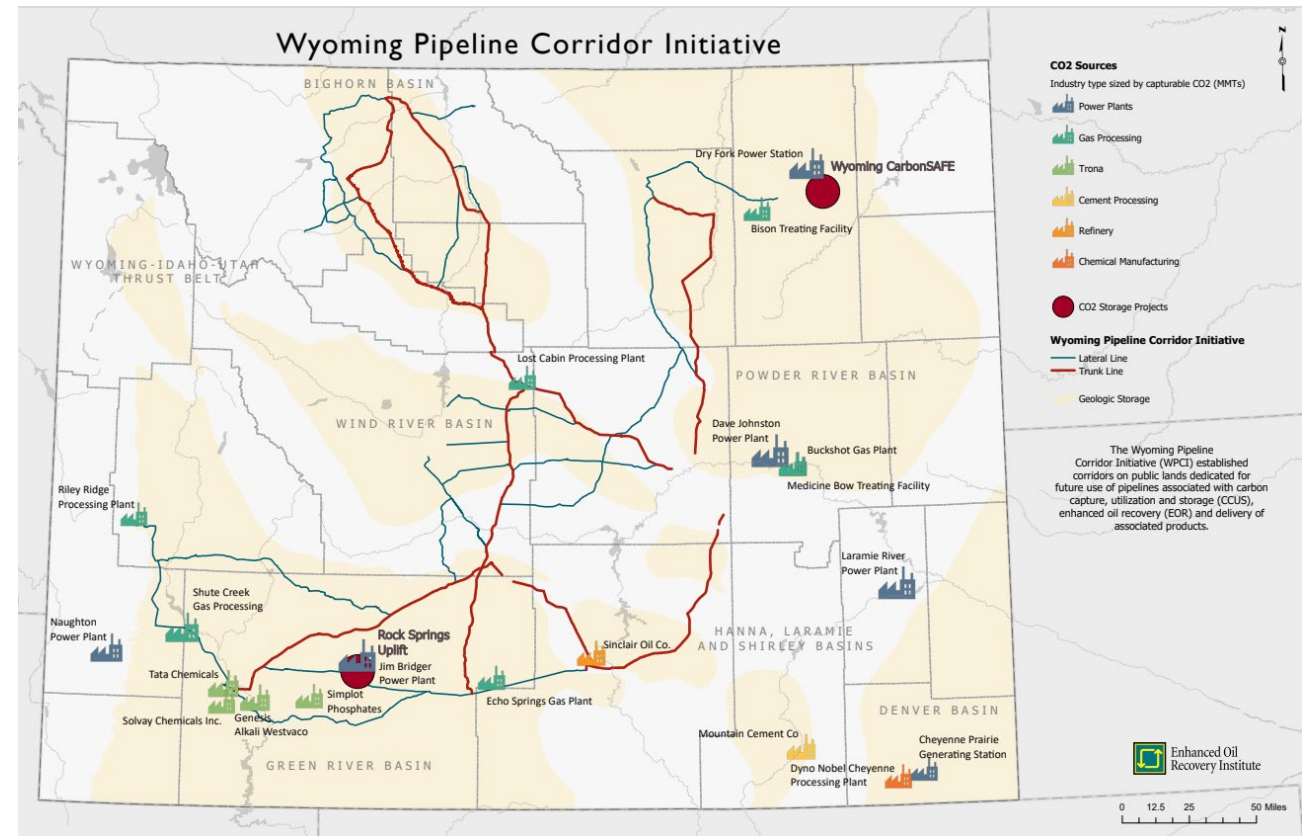 Wyoming Pipeline Corridor Initiative
N
BIGHORN BASIN
Dry Fork Power Station
Wyoming CarbonSAFE
Bison Treating Facility
WYOMING-IDAHO-UTAH
THRUST BELT
Lost Cabin Processing Plant
POWDER RIVER BASIN
WIND RIVER BASIN
Dave Johnston
Power Plant
Buckshot Gas Plant
Medicine Bow Treating Facility
Riley Ridge
Processing Plant
Laramie River
Power Plant
Shute Creek
Gas Processing
Naughton
Power Plant
Rock Springs
Uplift
Jim Bridger
Power Plant
Sinclair Oil Co.
HANNA, LARAMIE
AND SHIRLEY BASINS
Tata Chemicals
Simplot
Phosphates
Echo Springs Gas Plant
Solvay Chemicals Inc.
Genesis
Alkali Westvaco
DENVER BASIN
Mountain Cement Co
Cheyenne Prairie
Generating Station
GREEN RIVER BASIN
Dyno Nobel Cheyenne
Processing Plant
CO2 Sources
Industry type sized by capturable CO2 (MMTs)
Power Plants
Gas Processing
Trona
Cement Processing
Refinery
Chemical Manufacturing
CO2 Storage Projects
Wyoming Pipeline Corridor Initiative
Lateral Line
Trunk Line
Geologic Storage
The Wyoming Pipeline
Corridor Initiative (WPCI) established
corridors on public lands dedicated for
future use of pipelines associated with carbon
capture, utilization and storage (CCUS),
enhanced oil recovery (EOR) and delivery of
associated products.
Enhanced Oil
Recovery Institute
0 12.5 25 50 Miles